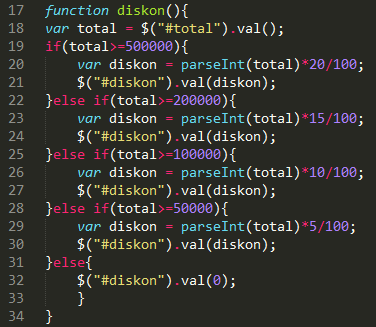 17 function diskon(){
18 var total = $("#total").val();
19 if(total>=500000){
20     var diskon = parseInt(total)*20/100;
21     $("#diskon").val(diskon);
22 }else if(total>=200000){
23     var diskon = parseInt(total)*15/100;
24     $("#diskon").val(diskon);
25 }else if(total>=100000){
26     var diskon = parseInt(total)*10/100;
27     $("#diskon").val(diskon);
28 }else if(total>=50000){
29     var diskon = parseInt(total)*5/100;
30     $("#diskon").val(diskon);
31 }else{
32     $("#diskon").val(0);
33     }
34 }